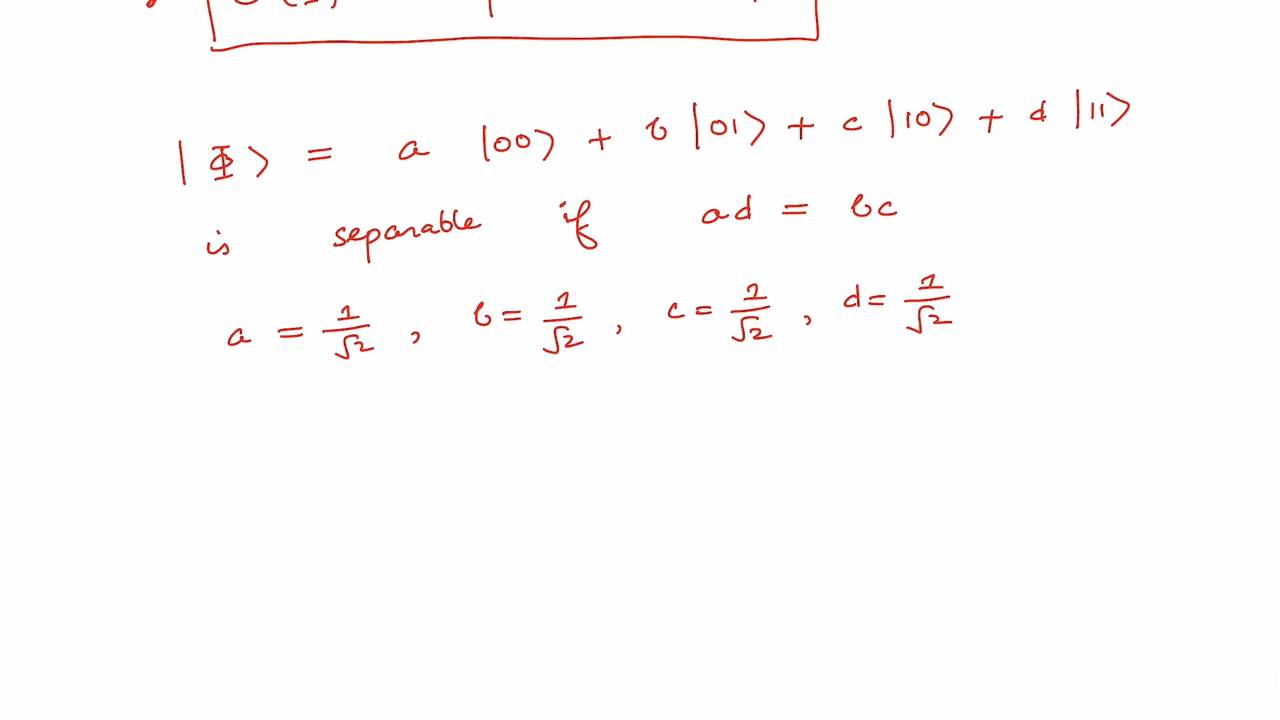 |Φ⟩ = a |00⟩ + b |01⟩ + c |10⟩ + d |11⟩
is separable if ad = bc
a = 1/√2 , b = 1/√2 , c = 1/√2 , d = 1/√2